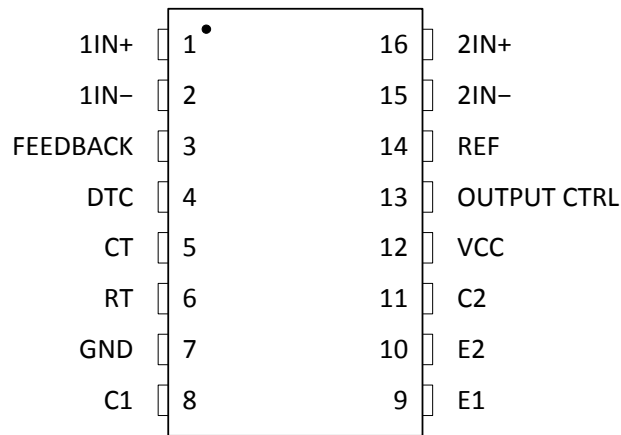 1IN+ 1 16 2IN+
1IN− 2 15 2IN−
FEEDBACK 3 14 REF
DTC 4 13 OUTPUT CTRL
CT 5 12 VCC
RT 6 11 C2
GND 7 10 E2
C1 8 9 E1